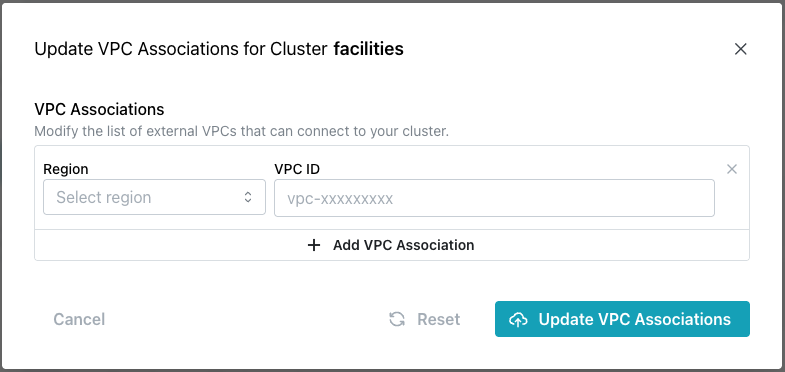 Update VPC Associations for Cluster facilities
VPC Associations
Modify the list of external VPCs that can connect to your cluster.
Region
VPC ID
Select region
vpc-xxxxxxxxx
Add VPC Association
Cancel
Reset
Update VPC Associations